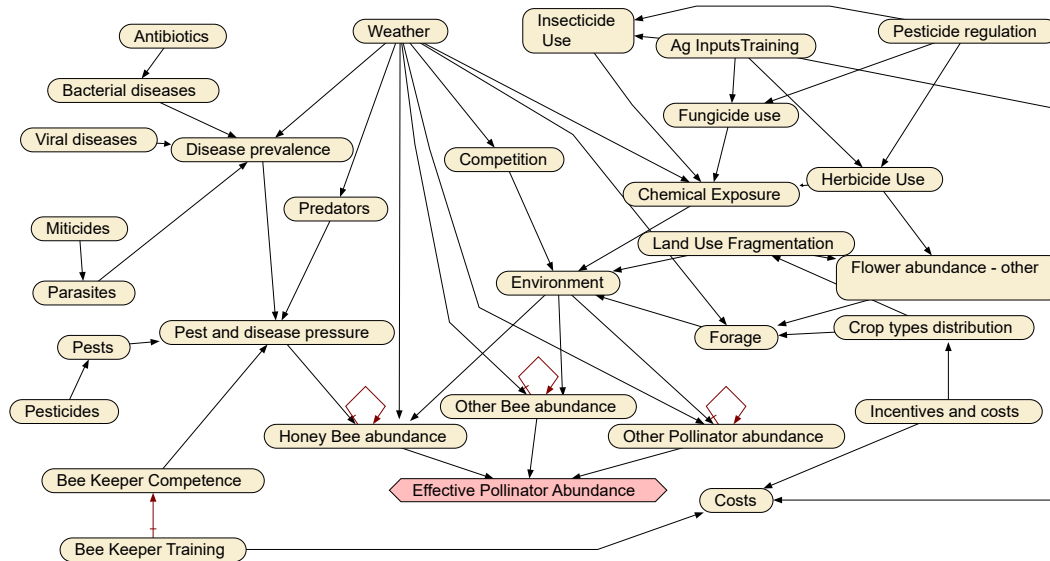 Antibiotics
Weather
Insecticide
Use
Pesticide regulation
Ag InputsTraining
Bacterial diseases
Fungicide use
Viral diseases
Disease prevalence
Competition
Chemical Exposure
Herbicide Use
Predators
Miticides
Land Use Fragmentation
Flower abundance - other
Environment
Parasites
Pest and disease pressure
Forage
Crop types distribution
Pests
Pesticides
Other Bee abundance
Incentives and costs
Honey Bee abundance
Other Pollinator abundance
Bee Keeper Competence
Effective Pollinator Abundance
Costs
Bee Keeper Training